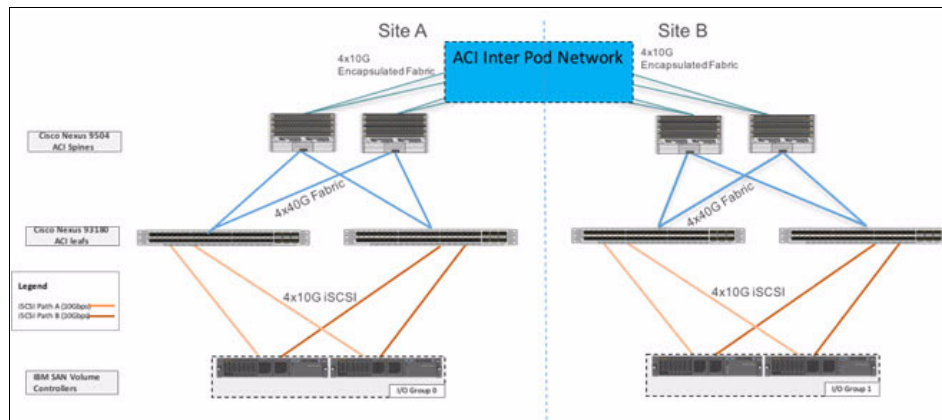 Site A
Site B
4x10G
Encapsulated Fabric
ACI Inter Pod Network
4x10G
Encapsulated Fabric
Cisco Nexus 9504
ACI Spines
4x40G Fabric
4x40G Fabric
Cisco Nexus 93180
ACI leafs
Legend
iSCSI Path A (10Gbps)
iSCSI Path B (10Gbps)
4x10G iSCSI
4x10G iSCSI
IBM SAN Volume
Controllers
I/O Group 0
I/O Group 1